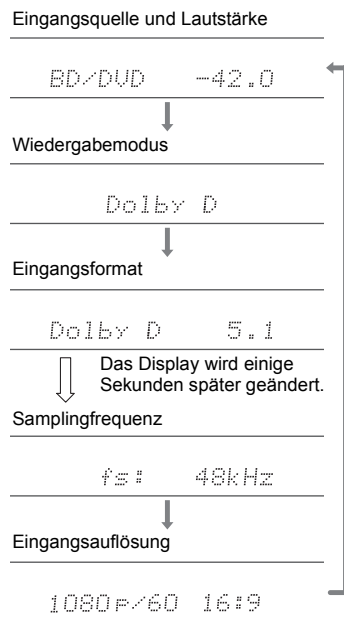 Eingangsquelle und Lautstärke
BD/DVD -42.0
Wiedergabemodus
Dolby D
Eingangsformat
Dolby D 5.1
Das Display wird einige
Sekunden später geändert.
Samplingfrequenz
fs: 48kHz
Eingangsauflösung
1080p/60 16:9